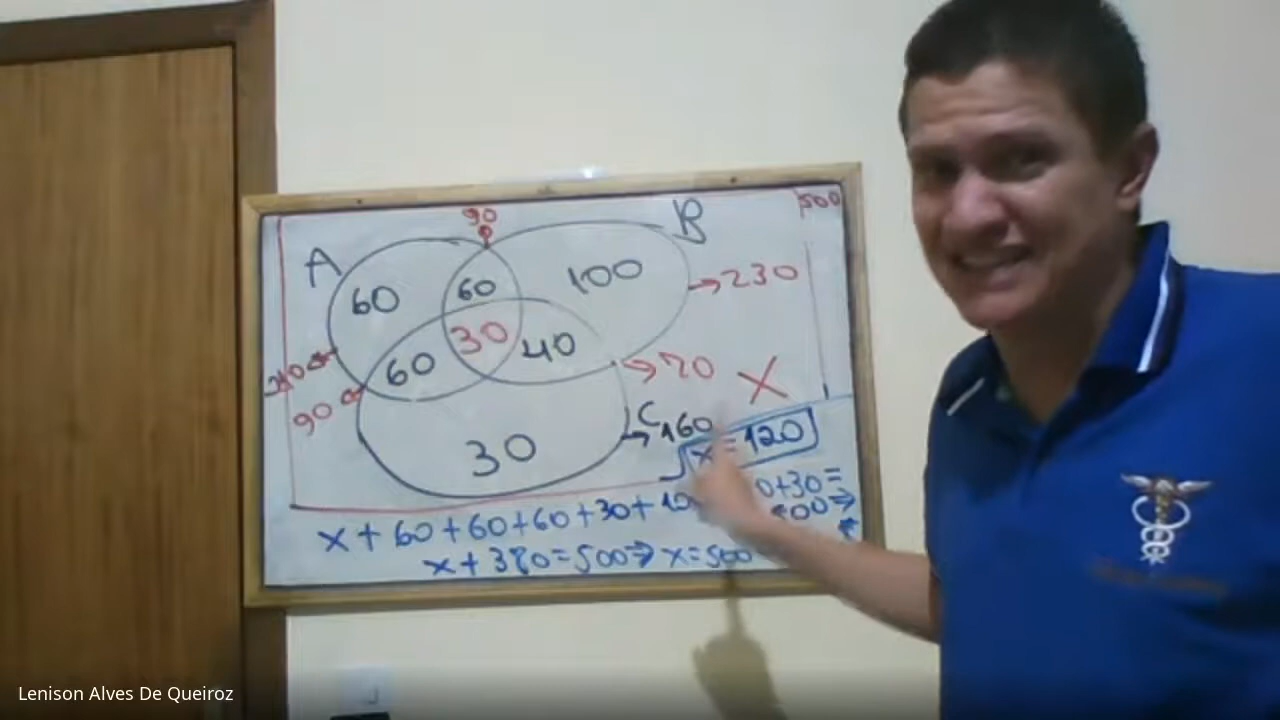 90
B
500
A
60
60
100
230
30
40
60
70
X
90
C
160
30
x = 120
x + 60 + 60 + 60 + 30 +
0+30=
x + 380 = 500 ⇒ x = 500
Lenison Alves De Queiroz